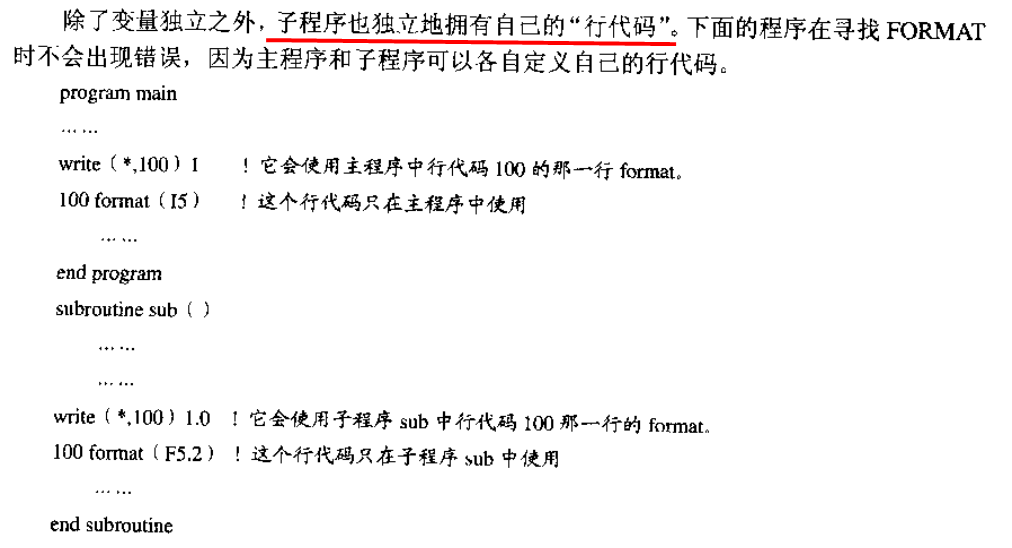 除了变量独立之外，子程序也独立地拥有自己的“行代码”。下面的程序在寻找 FORMAT
时不会出现错误，因为主程序和子程序可以各自定义自己的行代码。
program main
... ...
write（*,100）1 ！它会使用主程序中行代码 100 的那一行 format。
100 format（I5） ！这个行代码只在主程序中使用
... ...
end program
subroutine sub（ ）
... ...
... ...
write（*,100）1.0 ！它会使用子程序 sub 中行代码 100 那一行的 format。
100 format（F5.2）！这个行代码只在子程序 sub 中使用
... ...
end subroutine